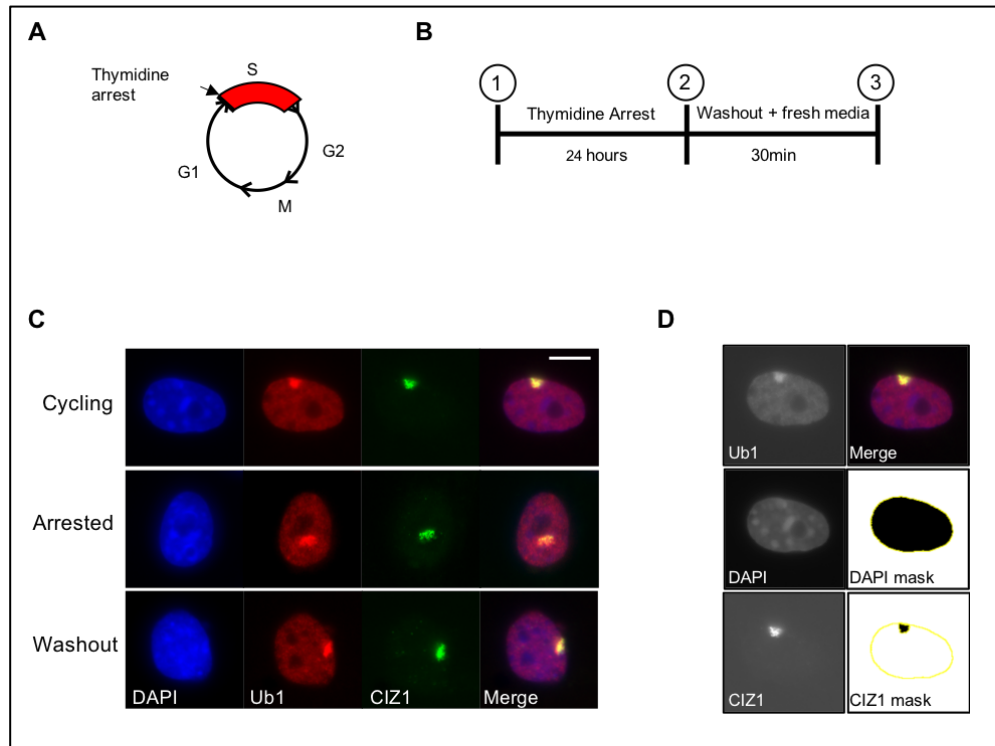 A
S
Thymidine
arrest
G1
G2
M
B
1
2
3
Thymidine Arrest
Washout + fresh media
24 hours
30min
C
Cycling
Arrested
Washout
DAPI
Ub1
CIZ1
Merge
D
Ub1
Merge
DAPI
DAPI mask
CIZ1
CIZ1 mask